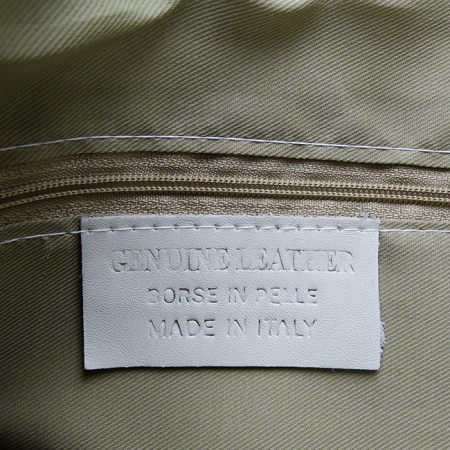 GENUINE LEATHER
BORSE IN PELLE
MADE IN ITALY